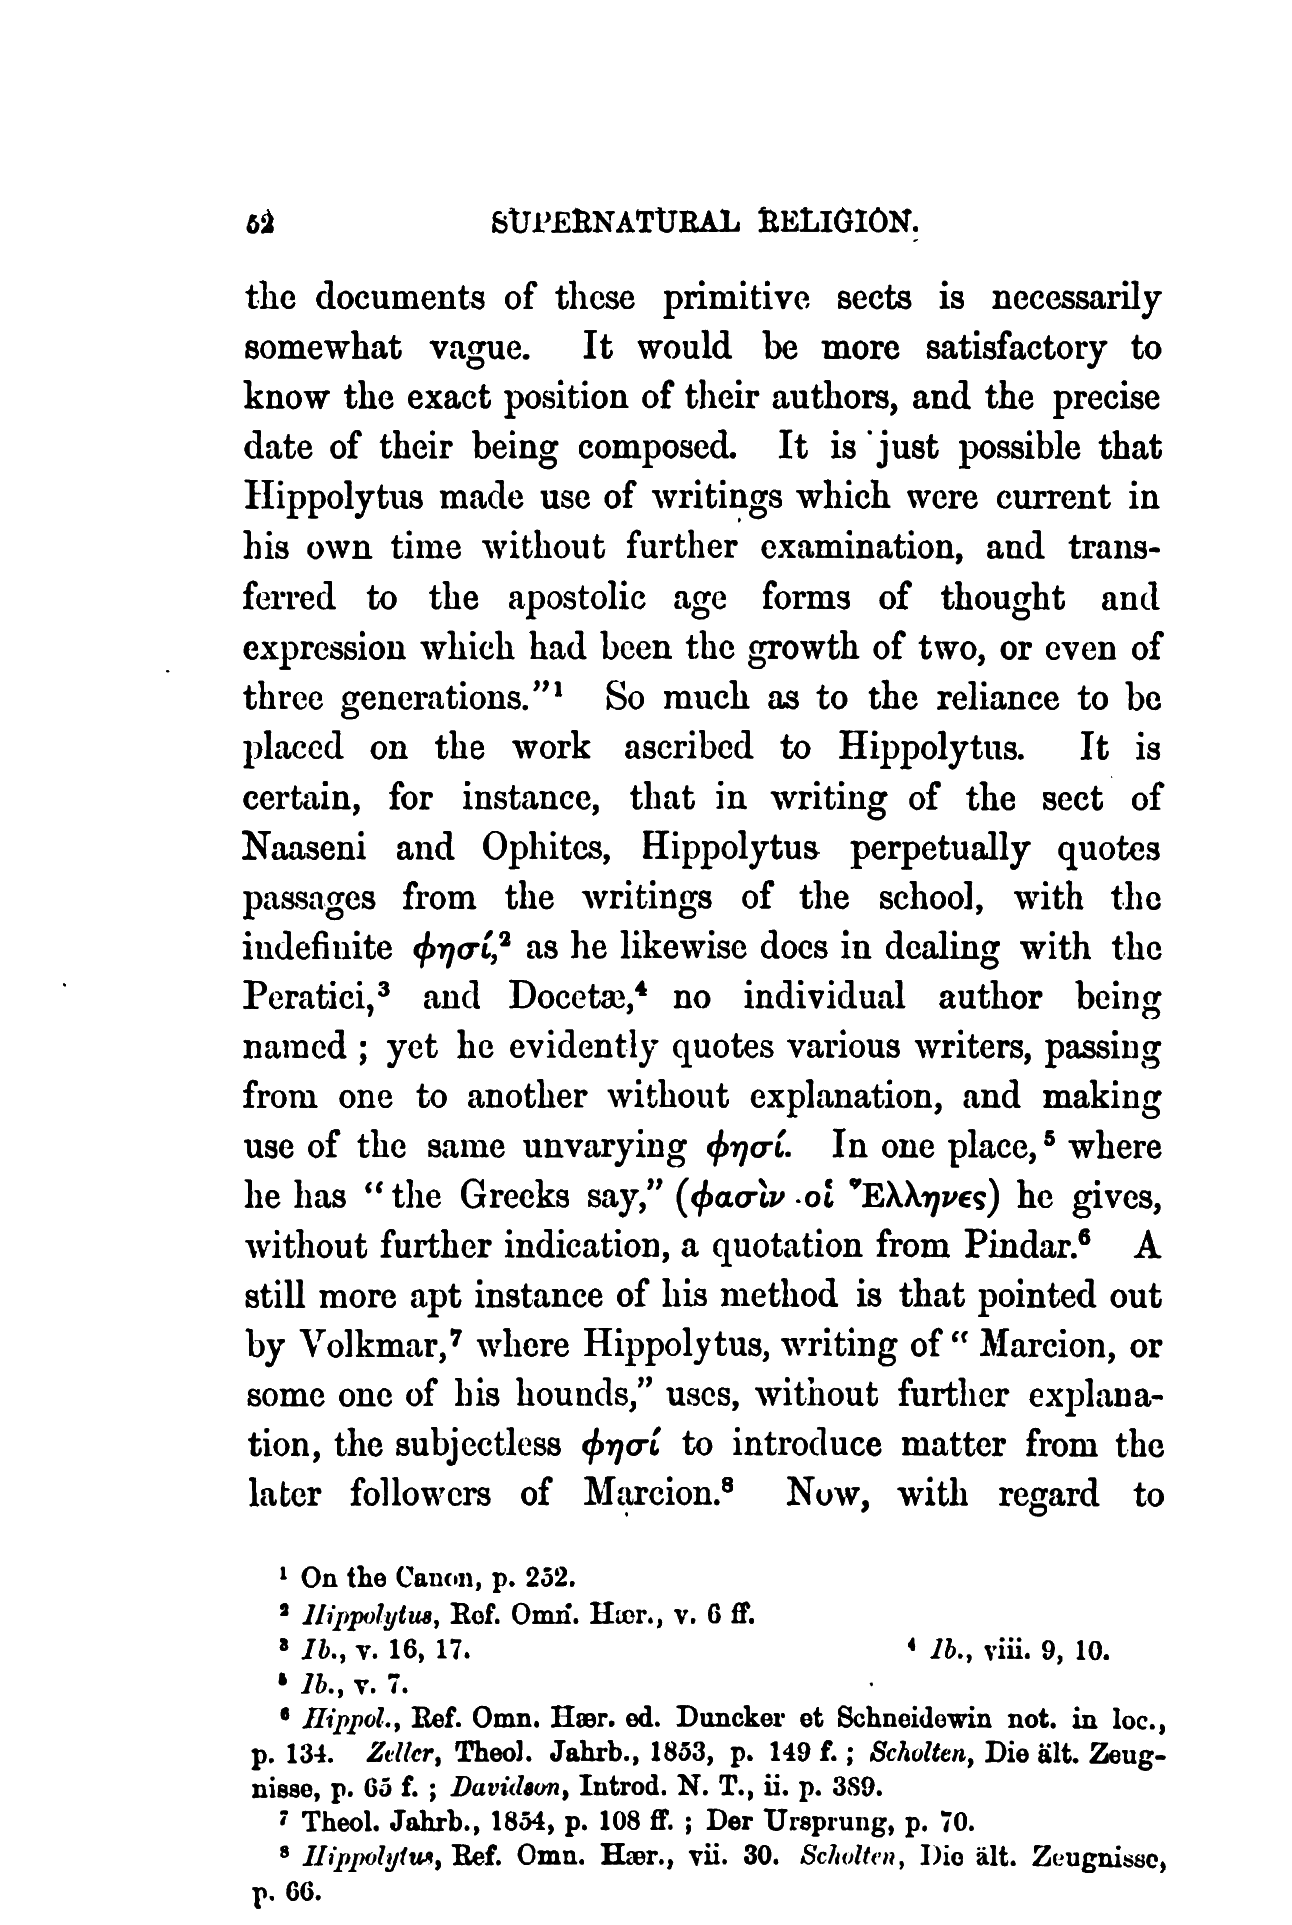 52 SUPERNATURAL RELIGION.
the documents of these primitive sects is necessarily
somewhat vague. It would be more satisfactory to
know the exact position of their authors, and the precise
date of their being composed. It is just possible that
Hippolytus made use of writings which were current in
his own time without further examination, and trans-
ferred to the apostolic age forms of thought and
expression which had been the growth of two, or even of
three generations."¹ So much as to the reliance to be
placed on the work ascribed to Hippolytus. It is
certain, for instance, that in writing of the sect of
Naaseni and Ophites, Hippolytus perpetually quotes
passages from the writings of the school, with the
indefinite φησί,² as he likewise does in dealing with the
Peratici,³ and Docetæ,⁴ no individual author being
named ; yet he evidently quotes various writers, passing
from one to another without explanation, and making
use of the same unvarying φησί. In one place,⁵ where
he has "the Greeks say," (φασὶν οἱ Ἕλληνες) he gives,
without further indication, a quotation from Pindar.⁶ A
still more apt instance of his method is that pointed out
by Volkmar,⁷ where Hippolytus, writing of "Marcion, or
some one of his hounds," uses, without further explana-
tion, the subjectless φησί to introduce matter from the
later followers of Marcion.⁸ Now, with regard to
¹ On the Canon, p. 252.
² Hippolytus, Ref. Omn. Hær., v. 6 ff.
³ Ib., v. 16, 17. ⁴ Ib., viii. 9, 10.
⁵ Ib., v. 7.
⁶ Hippol., Ref. Omn. Hær. ed. Duncker et Schneidewin not. in loc.,
p. 134. Zeller, Theol. Jahrb., 1853, p. 149 f. ; Scholten, Die ält. Zeug-
nisse, p. 65 f. ; Davidson, Introd. N. T., ii. p. 389.
⁷ Theol. Jahrb., 1854, p. 108 ff. ; Der Ursprung, p. 70.
⁸ Hippolytus, Ref. Omn. Hær., vii. 30. Scholten, Die ält. Zeugnisse,
p. 66.